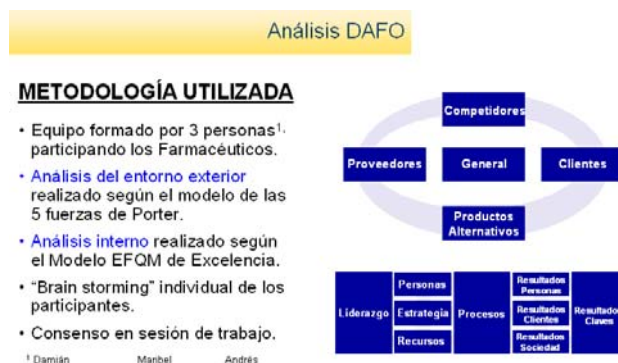 Análisis DAFO
METODOLOGÍA UTILIZADA
• Equipo formado por 3 personas¹,
participando los Farmacéuticos.
• Análisis del entorno exterior
realizado según el modelo de las
5 fuerzas de Porter.
• Análisis interno realizado según
el Modelo EFQM de Excelencia.
• “Brain storming” individual de los
participantes.
• Consenso en sesión de trabajo.
¹ Damián Maribel Andrés
Competidores
Proveedores General Clientes
Productos
Alternativos
Liderazgo
Personas
Estrategia
Recursos
Procesos
Resultados
Personas
Resultados
Clientes
Resultados
Sociedad
Resultados
Claves